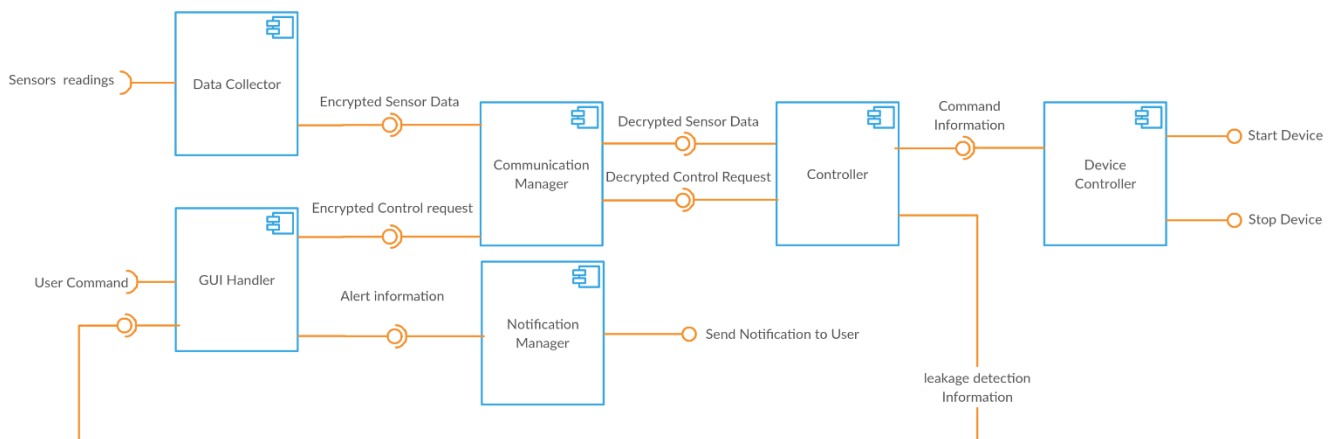 Sensors readings
Data Collector
Encrypted Sensor Data
Communication
Manager
Decrypted Sensor Data
Decrypted Control Request
Controller
Command
Information
Device
Controller
Start Device
Stop Device
Encrypted Control request
User Command
GUI Handler
Alert information
Notification
Manager
Send Notification to User
leakage detection
Information